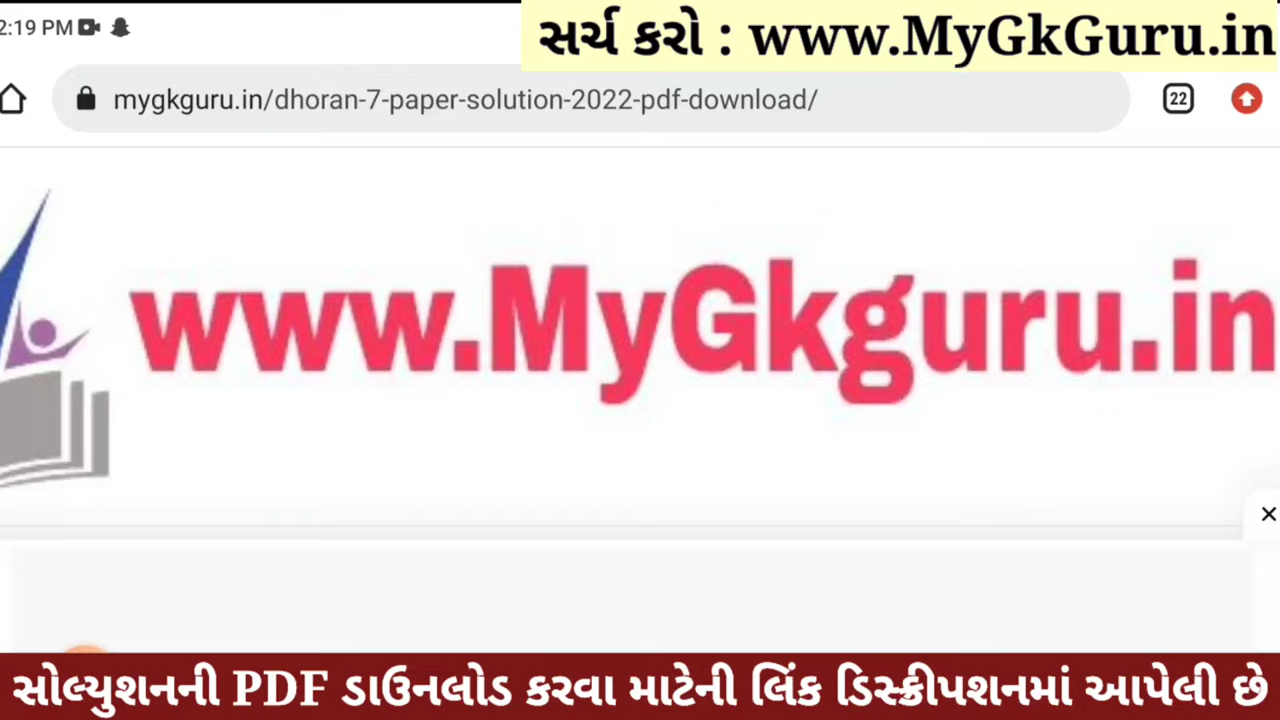 સર્ચ કરો : www.MyGkGuru.in
2:19 PM
mygkguru.in/dhoran-7-paper-solution-2022-pdf-download/
22
www.MyGkguru.in
સોલ્યુશનની PDF ડાઉનલોડ કરવા માટેની લિંક ડિસ્ક્રીપશનમાં આપેલી છે